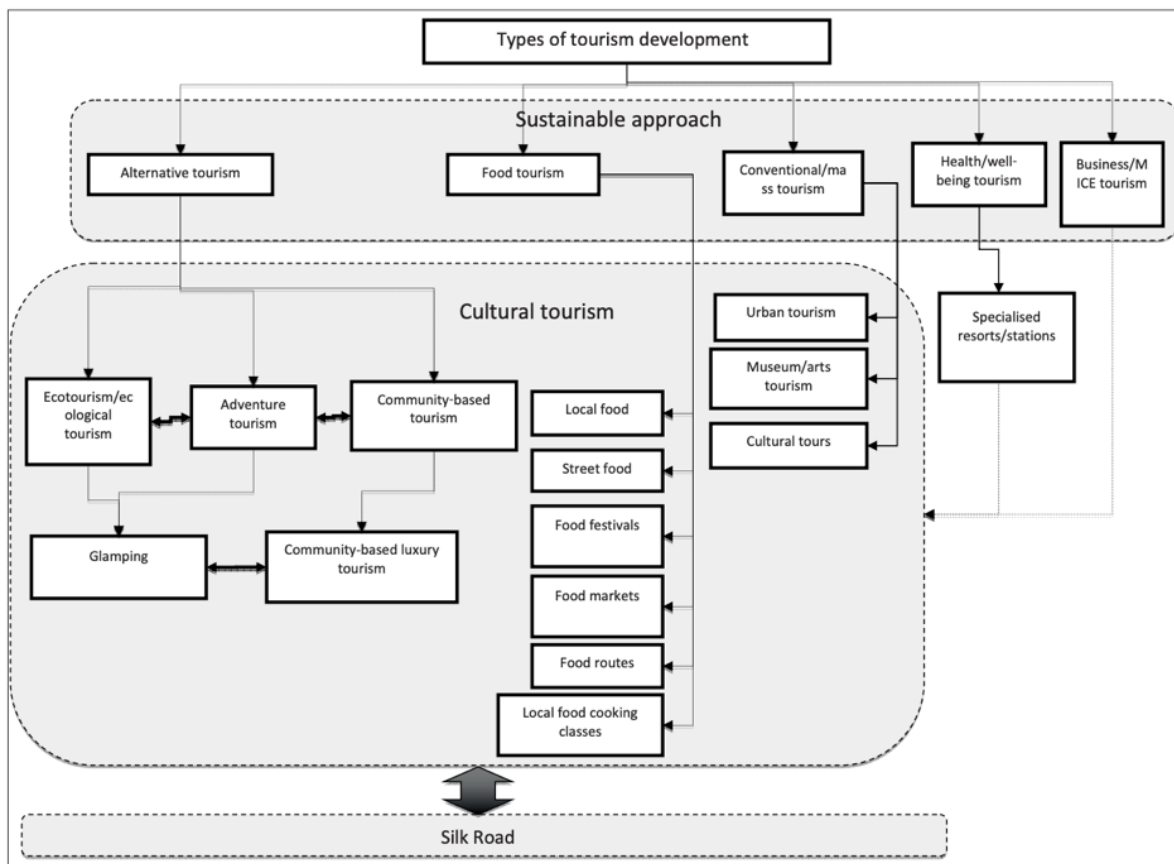 Types of tourism development
Sustainable approach
Alternative tourism
Food tourism
Conventional/ma
ss tourism
Health/well-
being tourism
Business/M
ICE tourism
Cultural tourism
Urban tourism
Museum/arts
tourism
Cultural tours
Specialised
resorts/stations
Ecotourism/ec
ological
tourism
Adventure
tourism
Community-based
tourism
Glamping
Community-based luxury
tourism
Local food
Street food
Food festivals
Food markets
Food routes
Local food cooking
classes
Silk Road